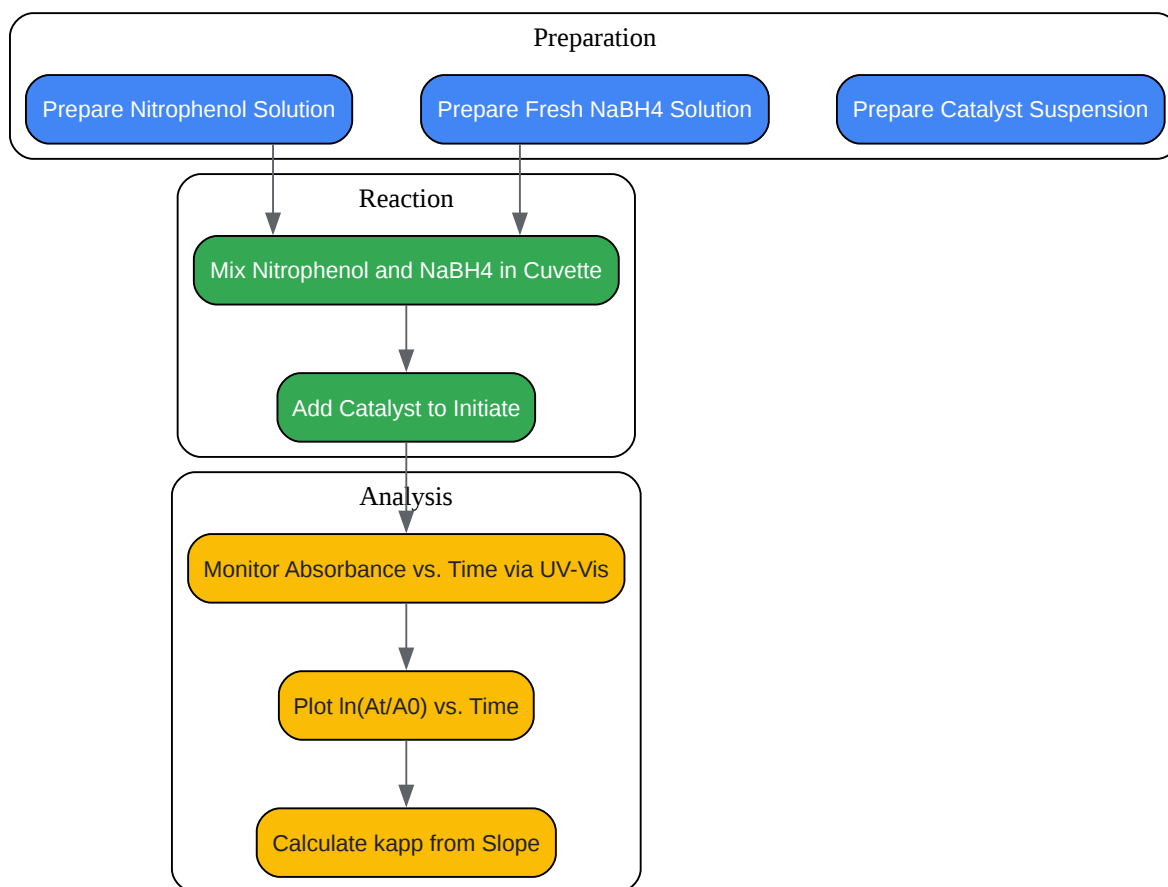 Preparation
Prepare Nitrophenol Solution
Prepare Fresh NaBH4 Solution
Prepare Catalyst Suspension
Reaction
Mix Nitrophenol and NaBH4 in Cuvette
Add Catalyst to Initiate
Analysis
Monitor Absorbance vs. Time via UV-Vis
Plot ln(At/A0) vs. Time
Calculate kapp from Slope